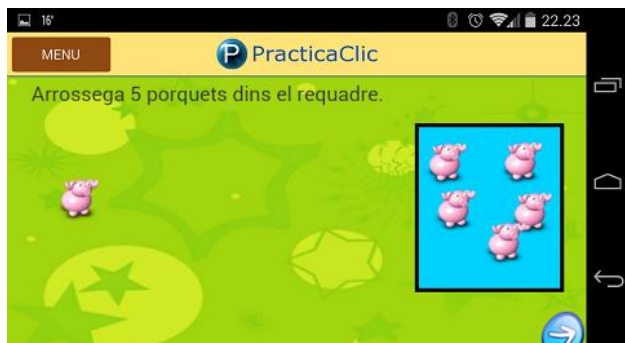 16°
22.23
MENU
P PracticaClic
Arrossega 5 porquets dins el requadre.